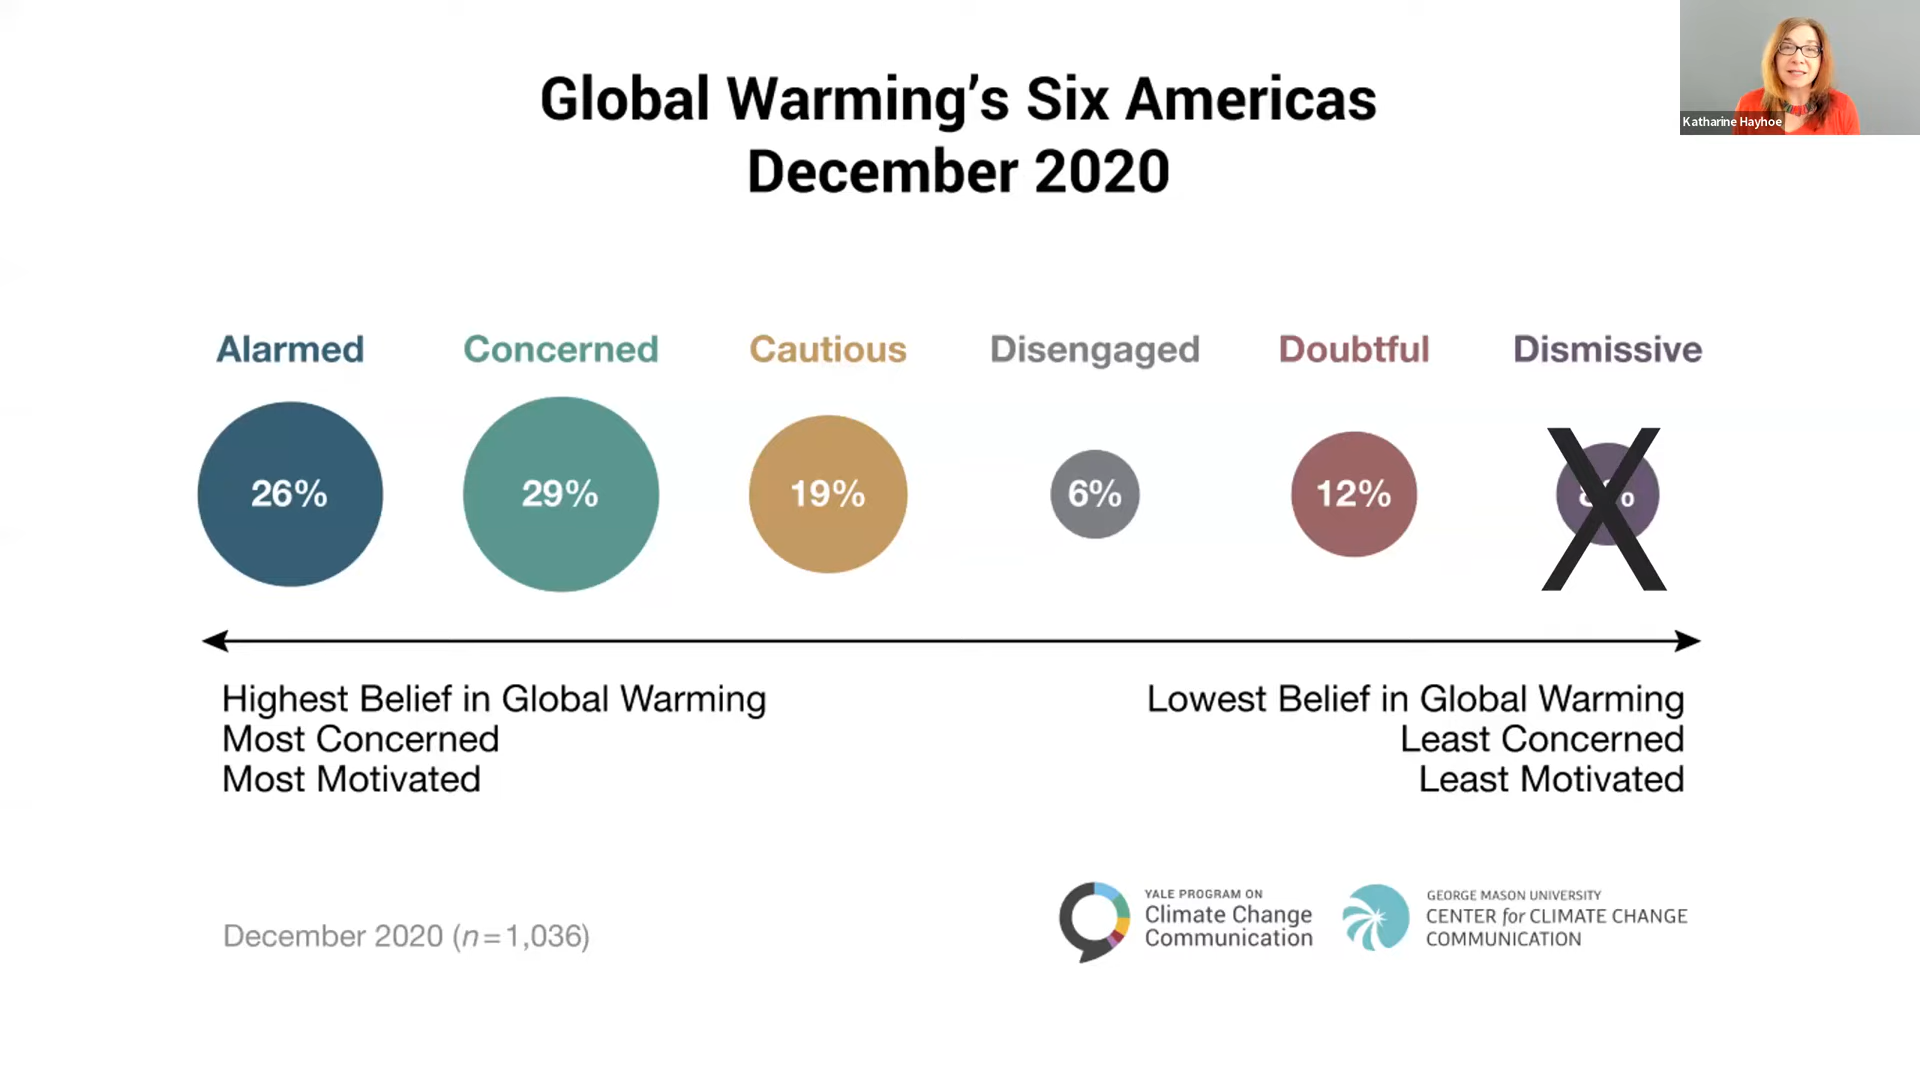 Global Warming's Six Americas
December 2020
Katharine Hayhoe
Alarmed Concerned Cautious Disengaged Doubtful Dismissive
26% 29% 19% 6% 12%
Highest Belief in Global Warming
Most Concerned
Most Motivated
Lowest Belief in Global Warming
Least Concerned
Least Motivated
December 2020 (n=1,036)
YALE PROGRAM ON
Climate Change
Communication
GEORGE MASON UNIVERSITY
CENTER for CLIMATE CHANGE
COMMUNICATION